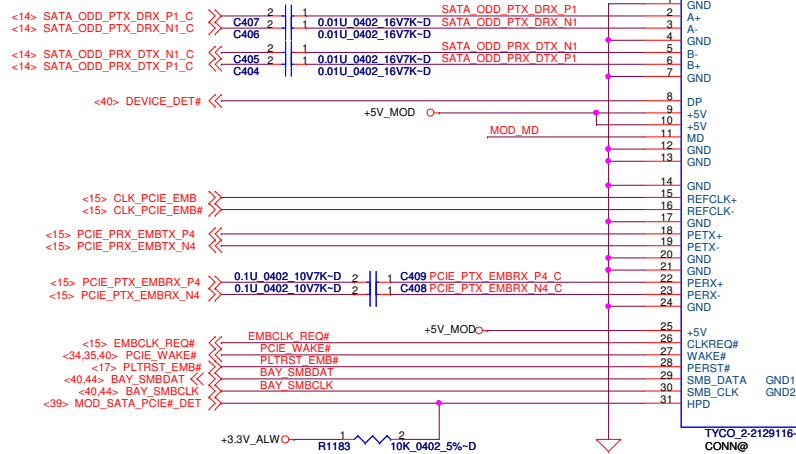 1 GND
<14> SATA_ODD_PTX_DRX_P1_C 2 1 SATA_ODD_PTX_DRX_P1 2 A+
C407 0.01U_0402_16V7K~D
<14> SATA_ODD_PTX_DRX_N1_C 2 1 SATA_ODD_PTX_DRX_N1 3 A-
C406 0.01U_0402_16V7K~D
4 GND
<14> SATA_ODD_PRX_DTX_N1_C 2 1 SATA_ODD_PRX_DTX_N1 5 B-
C405 0.01U_0402_16V7K~D
<14> SATA_ODD_PRX_DTX_P1_C 2 1 SATA_ODD_PRX_DTX_P1 6 B+
C404 0.01U_0402_16V7K~D
7 GND
<40> DEVICE_DET# 8 DP
+5V_MOD 9 +5V
10 +5V
MOD_MD 11 MD
12 GND
13 GND
14 GND
<15> CLK_PCIE_EMB 15 REFCLK+
<15> CLK_PCIE_EMB# 16 REFCLK-
17 GND
<15> PCIE_PRX_EMBTX_P4 18 PETX+
<15> PCIE_PRX_EMBTX_N4 19 PETX-
20 GND
21 GND
<15> PCIE_PTX_EMBRX_P4 0.1U_0402_10V7K~D 2 1 C409 PCIE_PTX_EMBRX_P4_C 22 PERX+
<15> PCIE_PTX_EMBRX_N4 0.1U_0402_10V7K~D 2 1 C408 PCIE_PTX_EMBRX_N4_C 23 PERX-
24 GND
+5V_MOD 25 +5V
<15> EMBCLK_REQ# EMBCLK_REQ# 26 CLKREQ#
<34,35,40> PCIE_WAKE# PCIE_WAKE# 27 WAKE#
<17> PLTRST_EMB# PLTRST_EMB# 28 PERST#
<40,44> BAY_SMBDAT BAY_SMBDAT 29 SMB_DATA GND1
<40,44> BAY_SMBCLK BAY_SMBCLK 30 SMB_CLK GND2
<39> MOD_SATA_PCIE#_DET 31 HPD
+3.3V_ALW 1 2
R1183 10K_0402_5%~D
TYCO_2-2129116-
CONN@